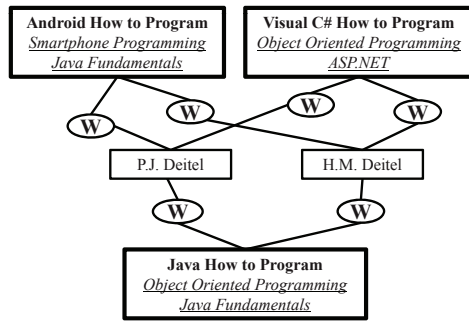 Android How to Program
Smartphone Programming
Java Fundamentals
Visual C# How to Program
Object Oriented Programming
ASP.NET
W
W
W
W
P.J. Deitel
H.M. Deitel
W
W
Java How to Program
Object Oriented Programming
Java Fundamentals